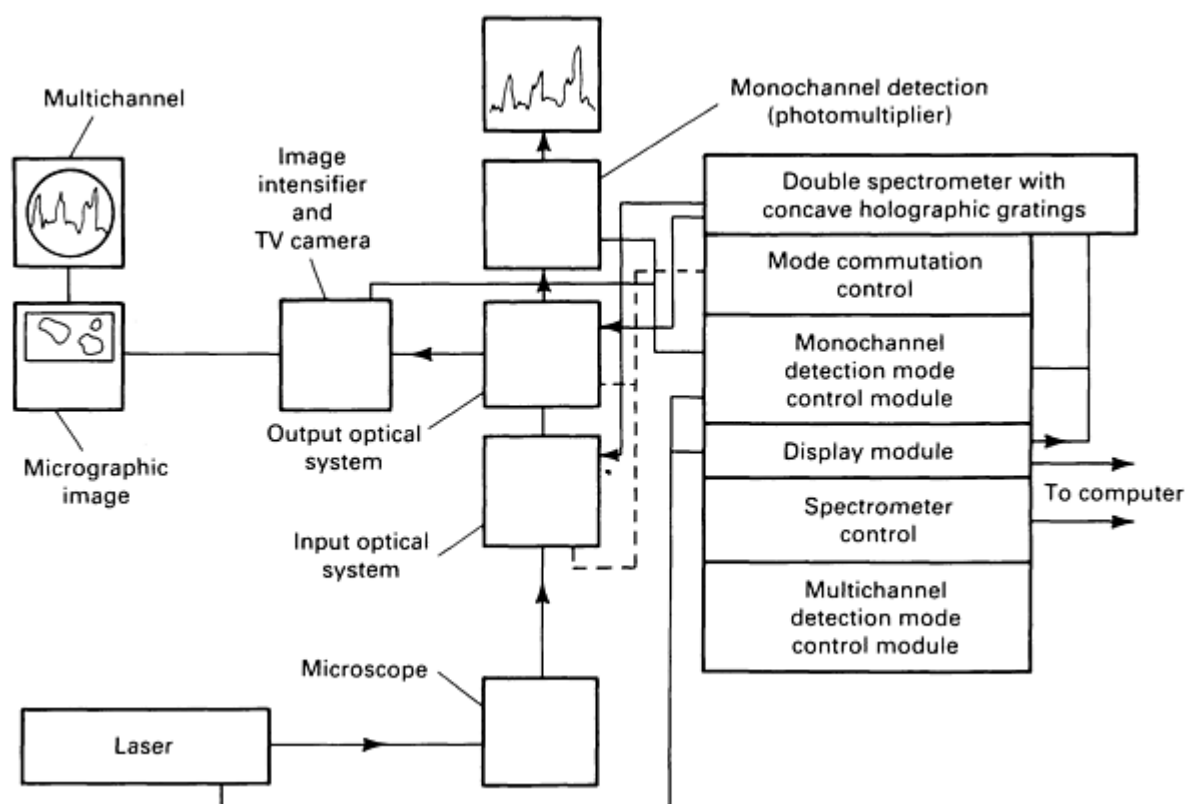 Multichannel
Image
intensifier
and
TV camera
Monochannel detection
(photomultiplier)
Double spectrometer with
concave holographic gratings
Mode commutation
control
Monochannel
detection mode
control module
Display module
To computer
Spectrometer
control
Multichannel
detection mode
control module
Micrographic
image
Output optical
system
Input optical
system
Microscope
Laser